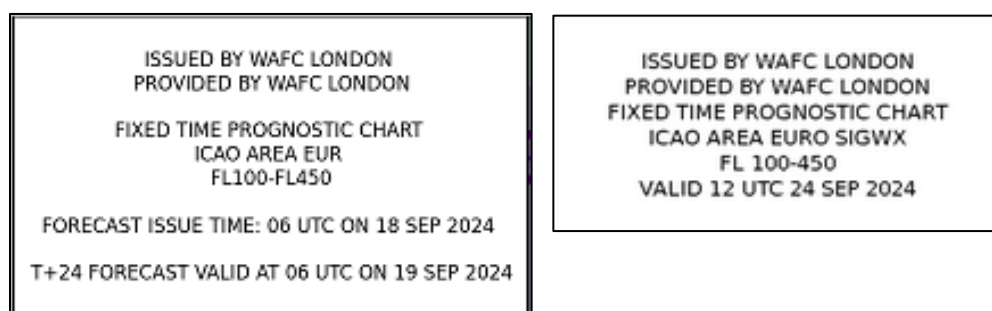 ISSUED BY WAFC LONDON
PROVIDED BY WAFC LONDON
FIXED TIME PROGNOSTIC CHART
ICAO AREA EUR
FL100-FL450
FORECAST ISSUE TIME: 06 UTC ON 18 SEP 2024
T+24 FORECAST VALID AT 06 UTC ON 19 SEP 2024
ISSUED BY WAFC LONDON
PROVIDED BY WAFC LONDON
FIXED TIME PROGNOSTIC CHART
ICAO AREA EURO SIGWX
FL 100-450
VALID 12 UTC 24 SEP 2024